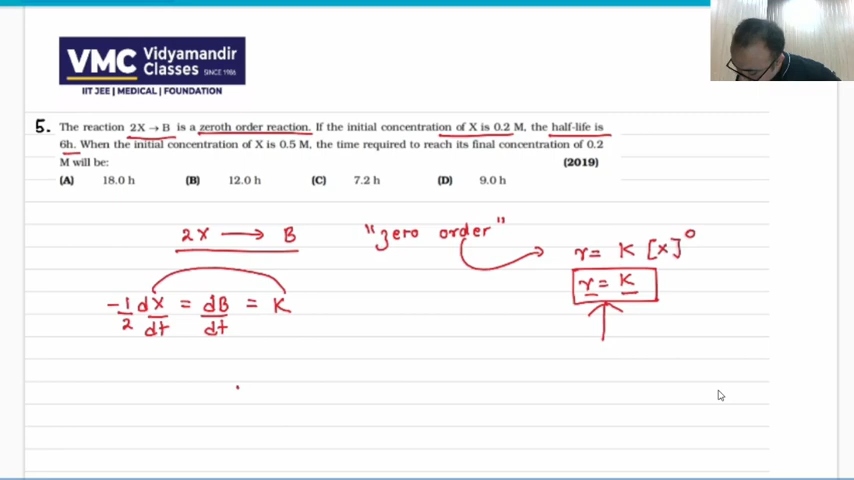 VMC Vidyamandir Classes SINCE 1986
IIT JEE | MEDICAL | FOUNDATION
5. The reaction 2X → B is a zeroth order reaction. If the initial concentration of X is 0.2 M, the half-life is
6h. When the initial concentration of X is 0.5 M, the time required to reach its final concentration of 0.2
M will be: (2019)
(A) 18.0 h (B) 12.0 h (C) 7.2 h (D) 9.0 h
2X ⟶ B "zero order"
r = K [x]⁰
r = K
-1/2 dX/dt = dB/dt = K